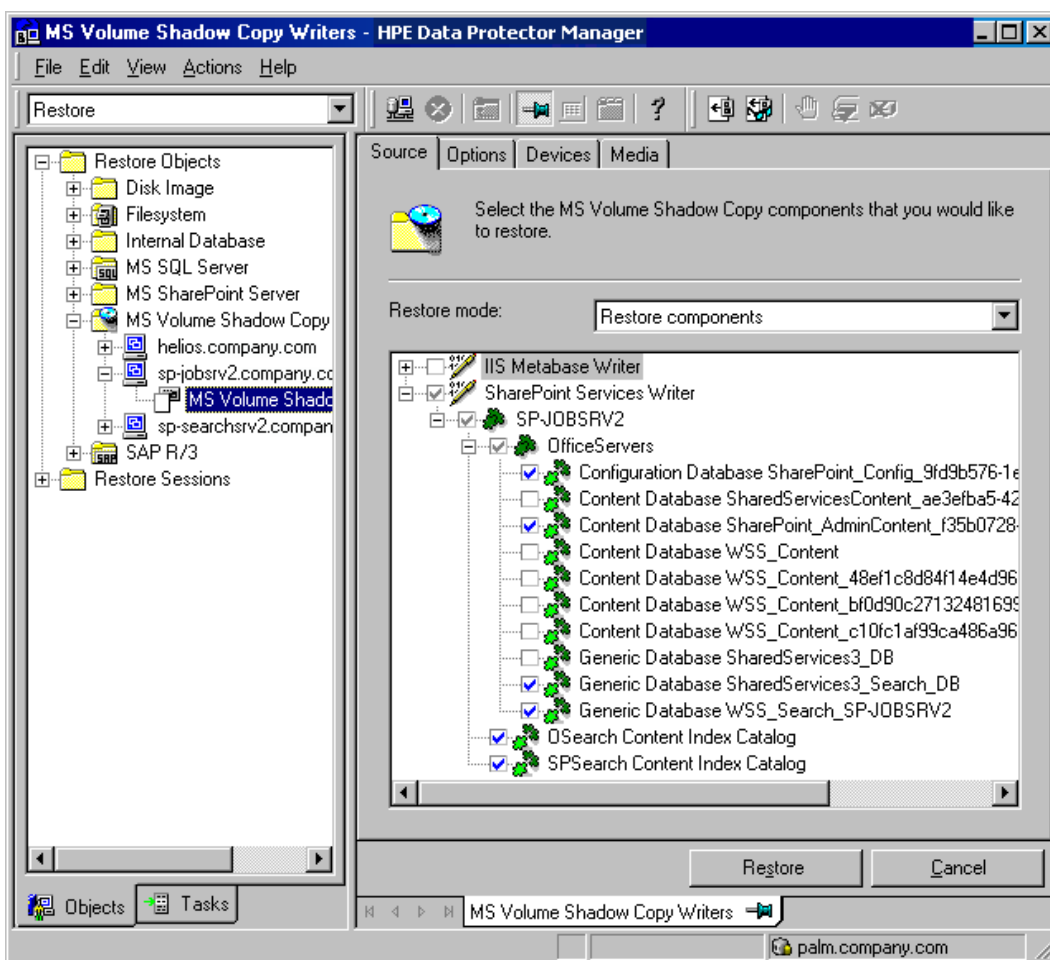 MS Volume Shadow Copy Writers - HPE Data Protector Manager
File Edit View Actions Help
Restore
Restore Objects
Disk Image
Filesystem
Internal Database
MS SQL Server
MS SharePoint Server
MS Volume Shadow Copy
helios.company.com
sp-jobsrv2.company.cc
MS Volume Shado
sp-searchsrv2.compan
SAP R/3
Restore Sessions
Objects
Tasks
Source Options Devices Media
Select the MS Volume Shadow Copy components that you would like
to restore.
Restore mode: Restore components
IIS Metabase Writer
SharePoint Services Writer
SP-JOBSRV2
OfficeServers
Configuration Database SharePoint_Config_9fd9b576-1e
Content Database SharedServicesContent_ae3efba5-42
Content Database SharePoint_AdminContent_f35b0728-
Content Database WSS_Content
Content Database WSS_Content_48ef1c8d84f14e4d96
Content Database WSS_Content_bf0d90c27132481699
Content Database WSS_Content_c10fc1af99ca486a96
Generic Database SharedServices3_DB
Generic Database SharedServices3_Search_DB
Generic Database WSS_Search_SP-JOBSRV2
OSearch Content Index Catalog
SPSearch Content Index Catalog
Restore Cancel
MS Volume Shadow Copy Writers
palm.company.com